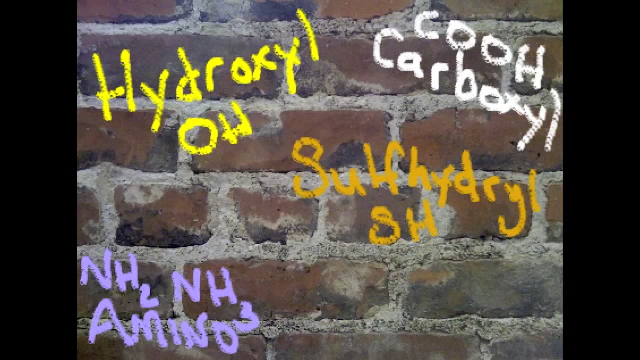 Hydroxyl
OH
COOH
Carboxyl
Sulfhydryl
SH
NH2 NH3
AMINO